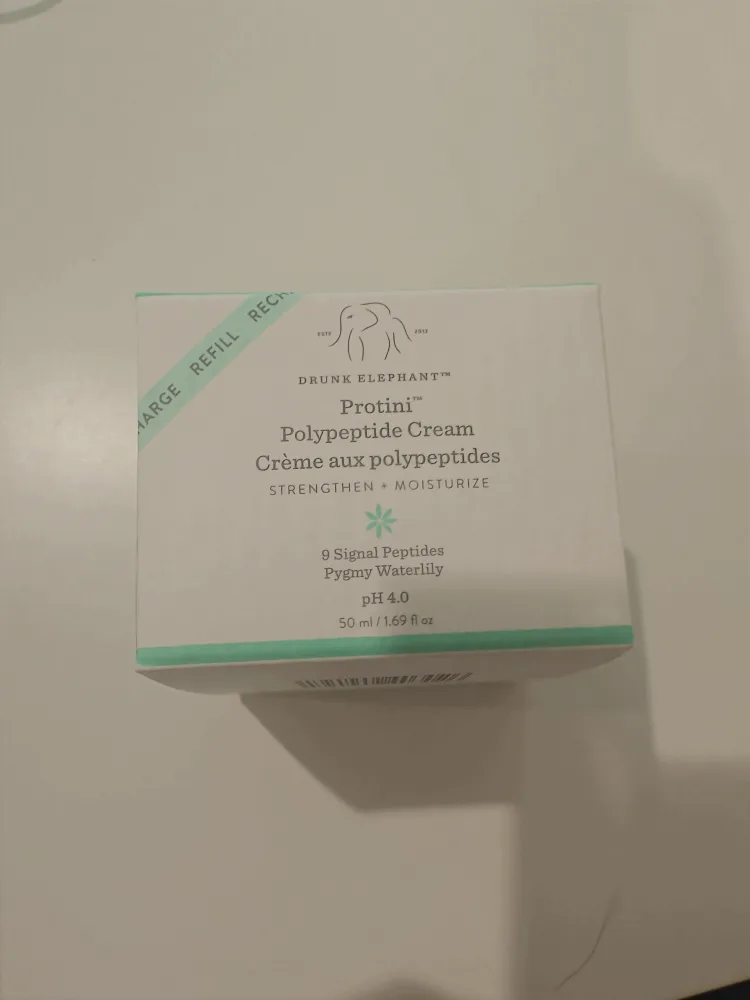 HARGE REFILL RECH
ESTD 2012
DRUNK ELEPHANT™
Protini™
Polypeptide Cream
Crème aux polypeptides
STRENGTHEN + MOISTURIZE
9 Signal Peptides
Pygmy Waterlily
pH 4.0
50 ml / 1.69 fl oz